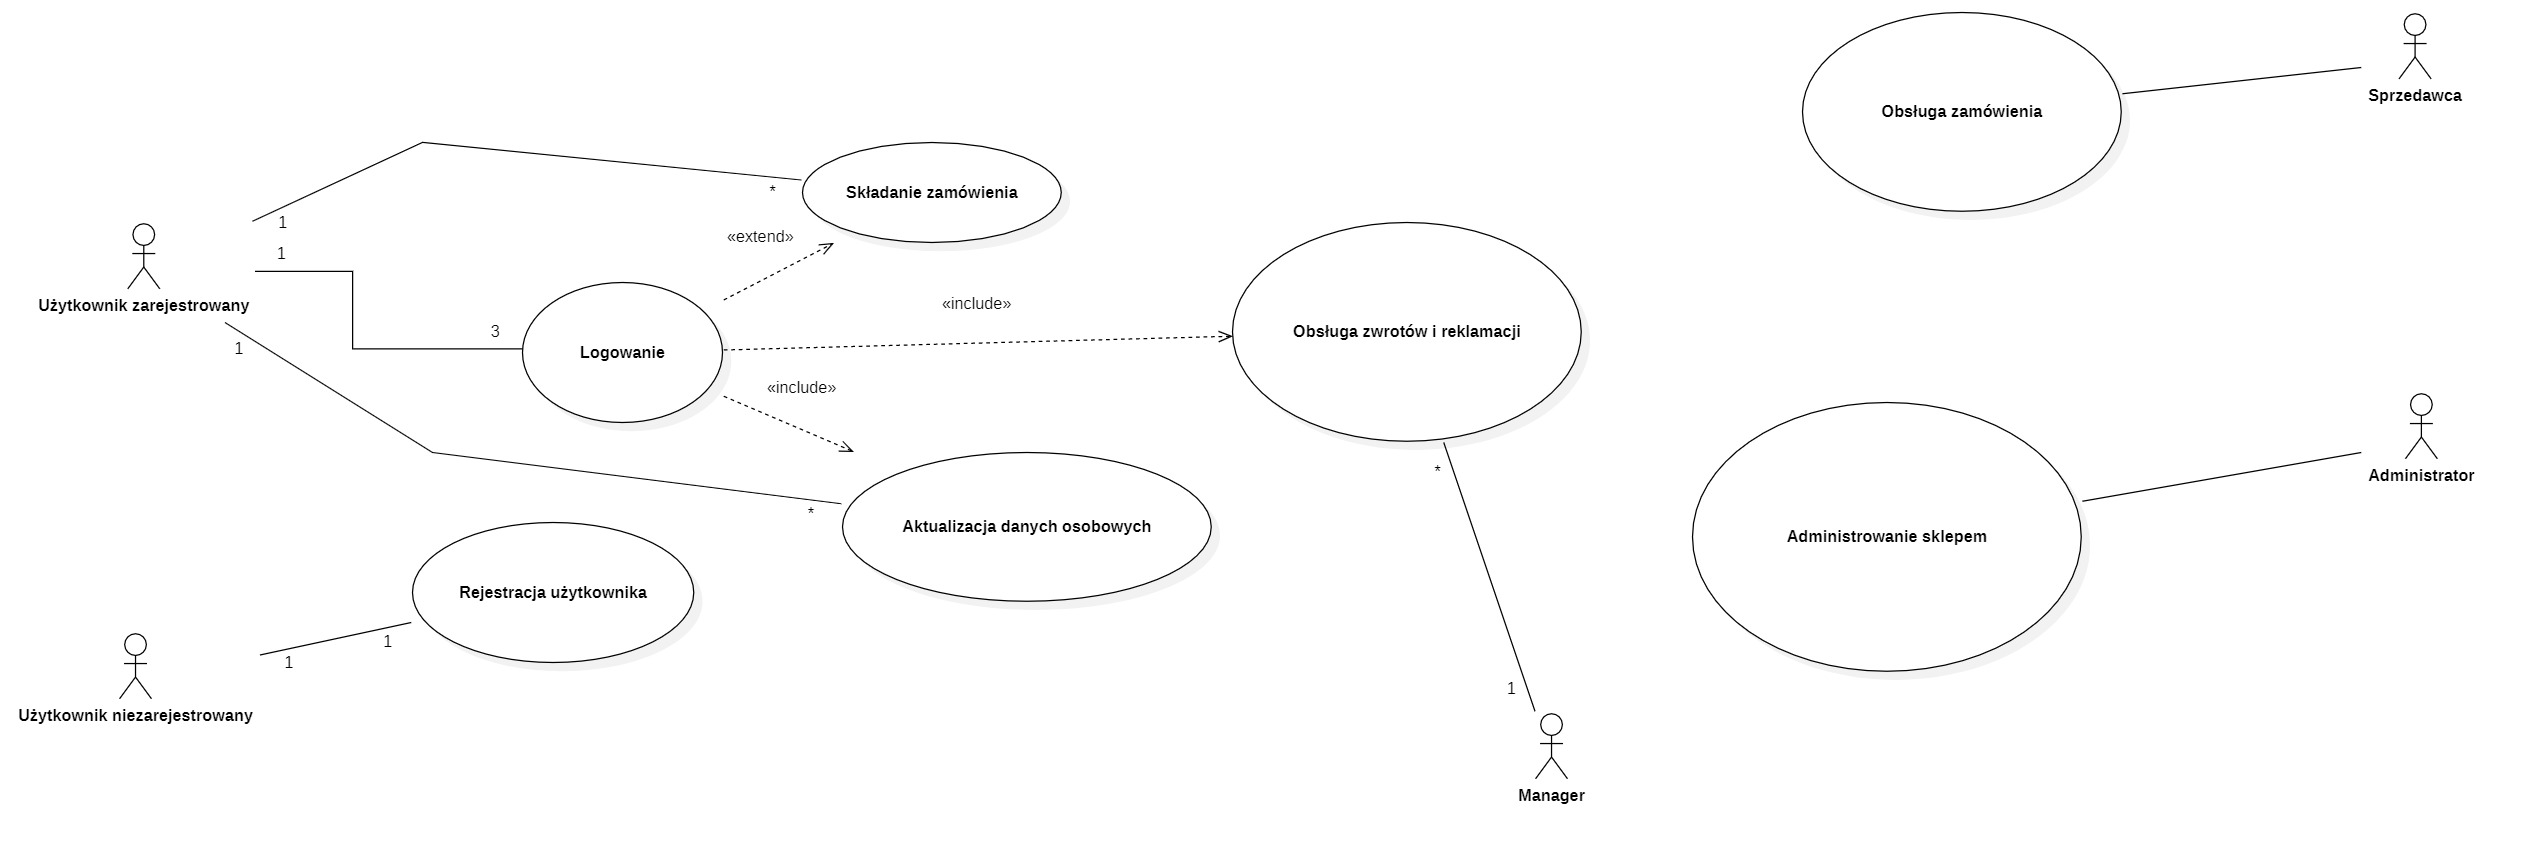 Sprzedawca
Obsługa zamówienia
Składanie zamówienia
*
1
«extend»
1
Użytkownik zarejestrowany
«include»
3
Obsługa zwrotów i reklamacji
1
Logowanie
«include»
*
Administrator
*
Aktualizacja danych osobowych
Administrowanie sklepem
Rejestracja użytkownika
1
1
1
Użytkownik niezarejestrowany
Manager